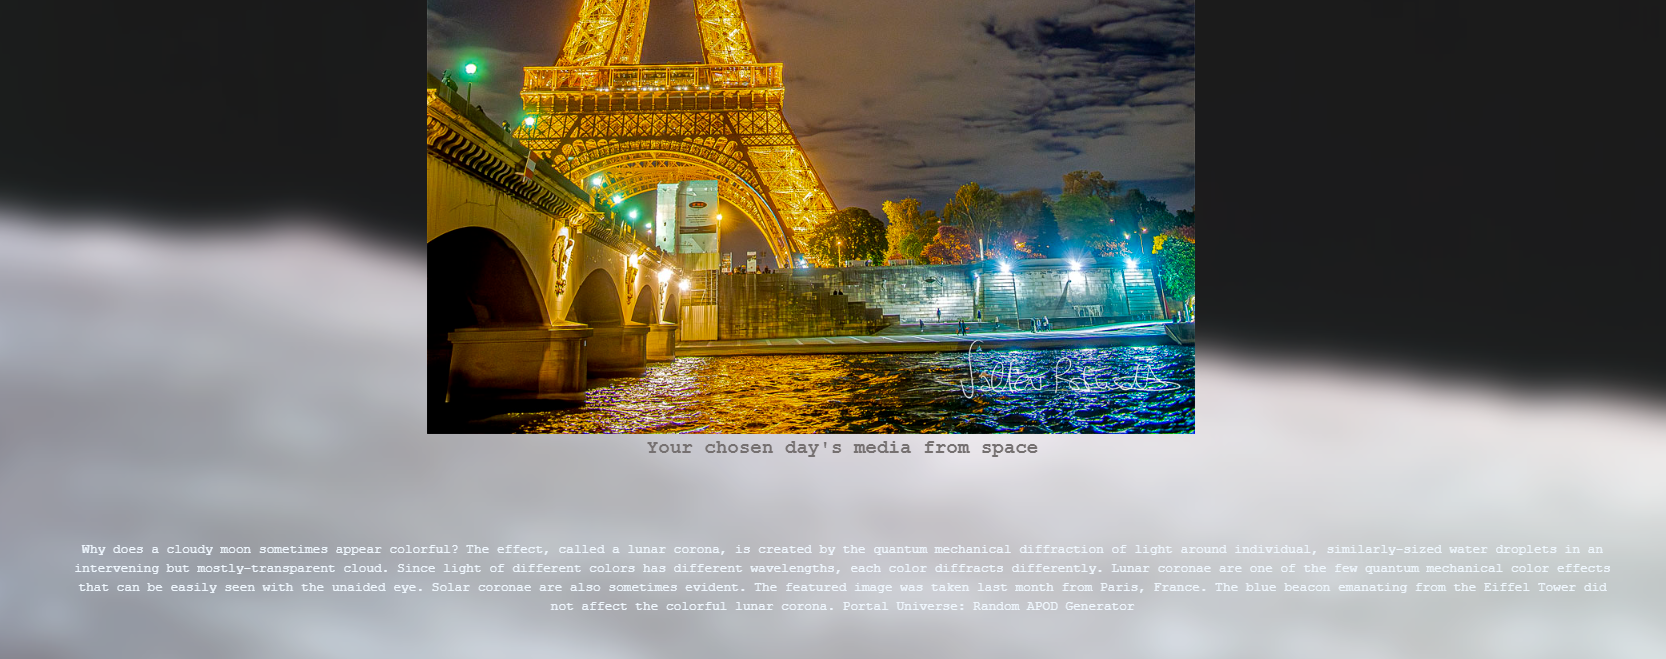 Your chosen day's media from space
Why does a cloudy moon sometimes appear colorful? The effect, called a lunar corona, is created by the quantum mechanical diffraction of light around individual, similarly-sized water droplets in an
intervening but mostly-transparent cloud. Since light of different colors has different wavelengths, each color diffracts differently. Lunar coronae are one of the few quantum mechanical color effects
that can be easily seen with the unaided eye. Solar coronae are also sometimes evident. The featured image was taken last month from Paris, France. The blue beacon emanating from the Eiffel Tower did
not affect the colorful lunar corona. Portal Universe: Random APOD Generator